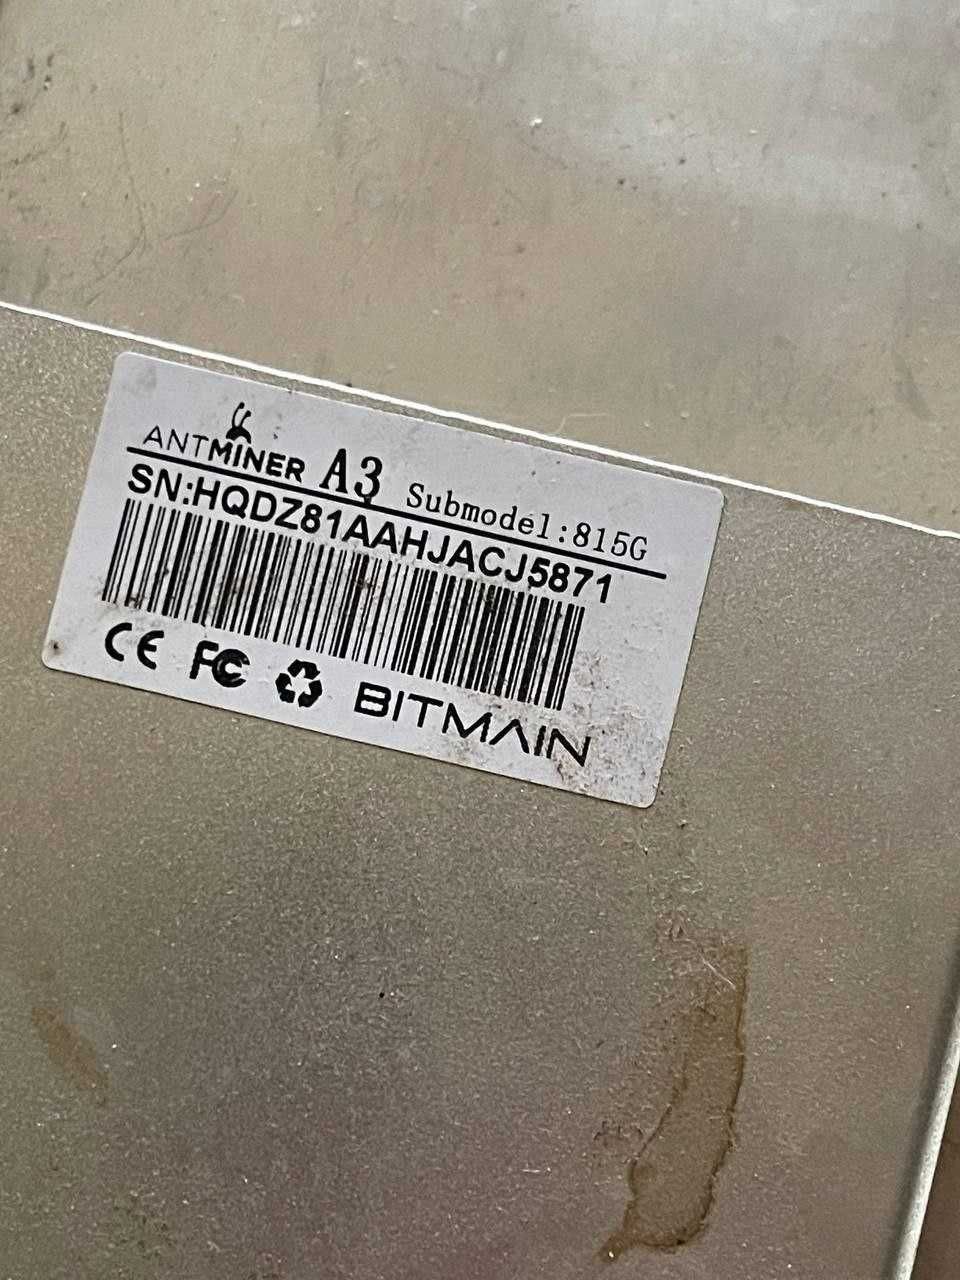 ANTMINER A3 Submodel:815G
SN:HQDZ81AAHJACJ5871
CE FC BITMAIN